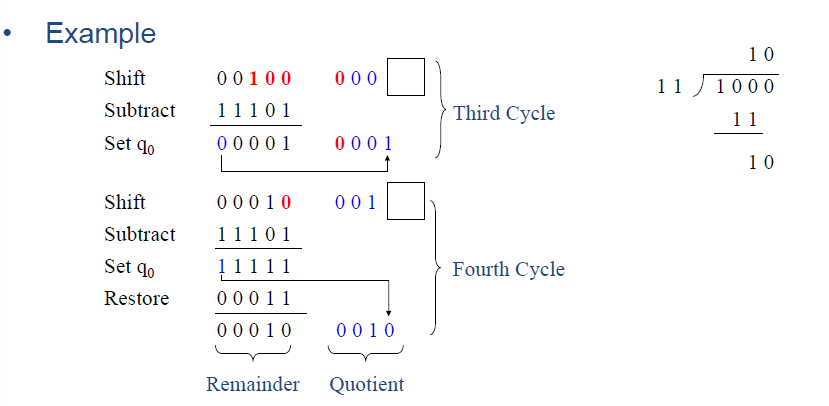 • Example
Shift 0 0 1 0 0 0 0 0
Subtract 1 1 1 0 1
Set q₀ 0 0 0 0 1 0 0 0 1
Third Cycle
Shift 0 0 0 1 0 0 0 1
Subtract 1 1 1 0 1
Set q₀ 1 1 1 1 1
Restore 0 0 0 1 1
0 0 0 1 0 0 0 1 0
Fourth Cycle
Remainder Quotient
1 0
1 1 1 0 0 0
1 1
1 0